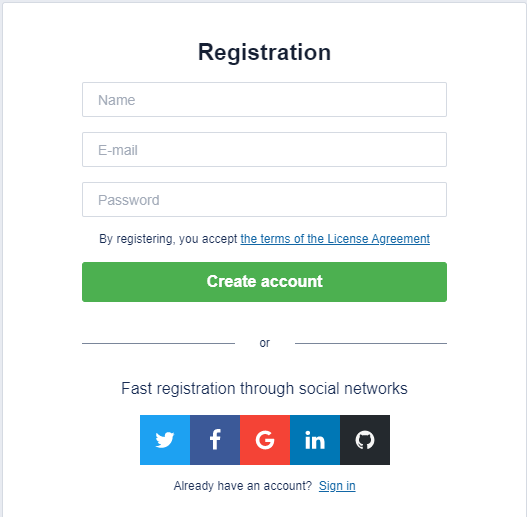 Registration
Name
E-mail
Password
By registering, you accept the terms of the License Agreement
Create account
or
Fast registration through social networks
Already have an account? Sign in